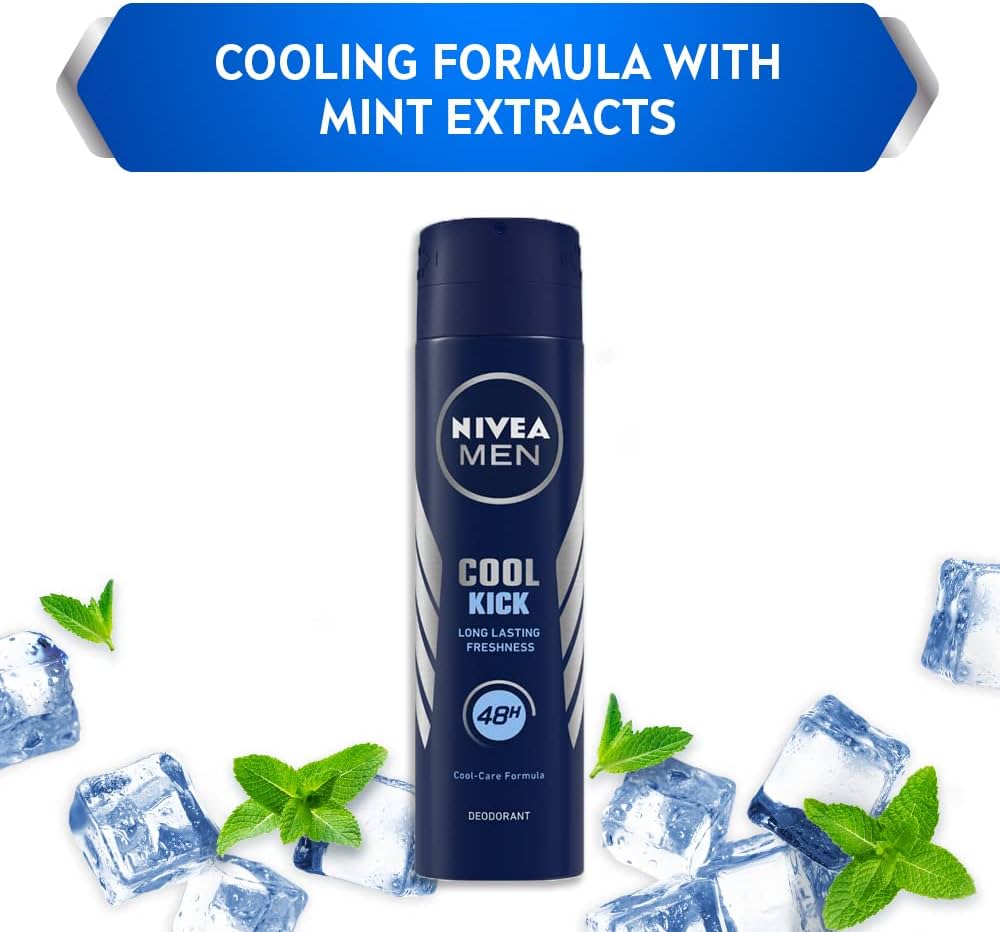 COOLING FORMULA WITH
MINT EXTRACTS
NIVEA
MEN
COOL
KICK
LONG LASTING
FRESHNESS
48H
Cool-Care Formula
DEODORANT